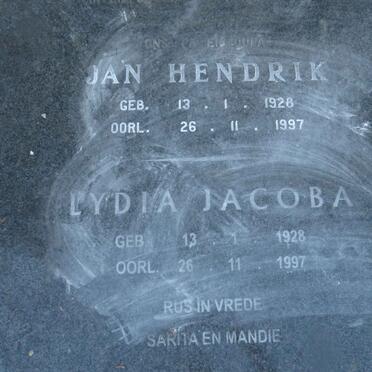 JAN HENDRIK
GEB. 13 . 1 . 1928
OORL. 26 . 11 . 1997
LYDIA JACOBA
GEB 13 . 1 . 1928
OORL. 26 . 11 . 1997
RUS IN VREDE
SARITA EN MANDIE